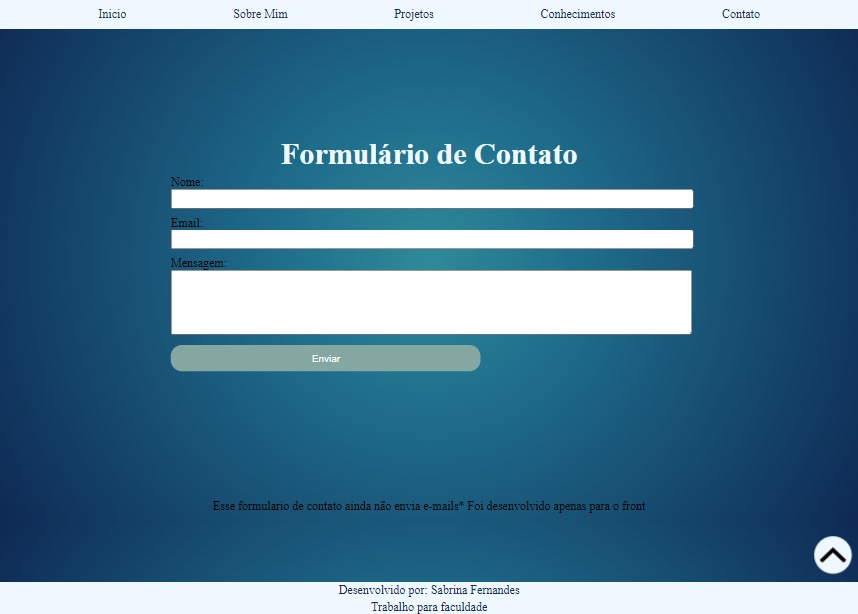 Inicio
Sobre Mim
Projetos
Conhecimentos
Contato
Formulário de Contato
Nome:
Email:
Mensagem:
Enviar
Esse formulario de contato ainda não envia e-mails* Foi desenvolvido apenas para o front
Desenvolvido por: Sabrina Fernandes
Trabalho para faculdade